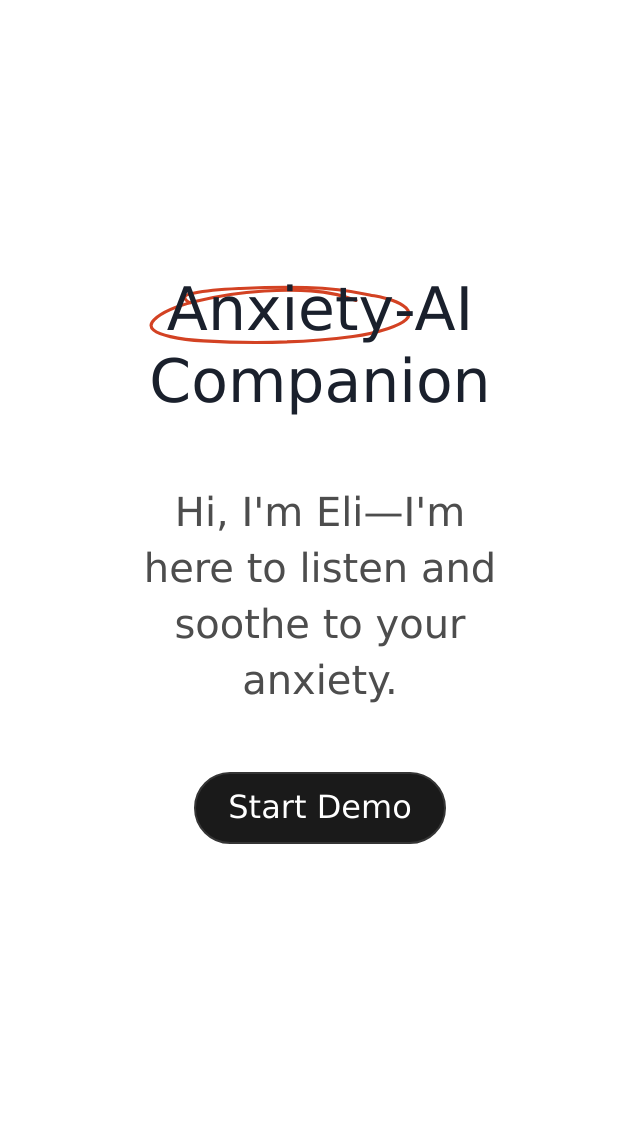 Anxiety-AI
Companion
Hi, I'm Eli—I'm
here to listen and
soothe to your
anxiety.
Start Demo